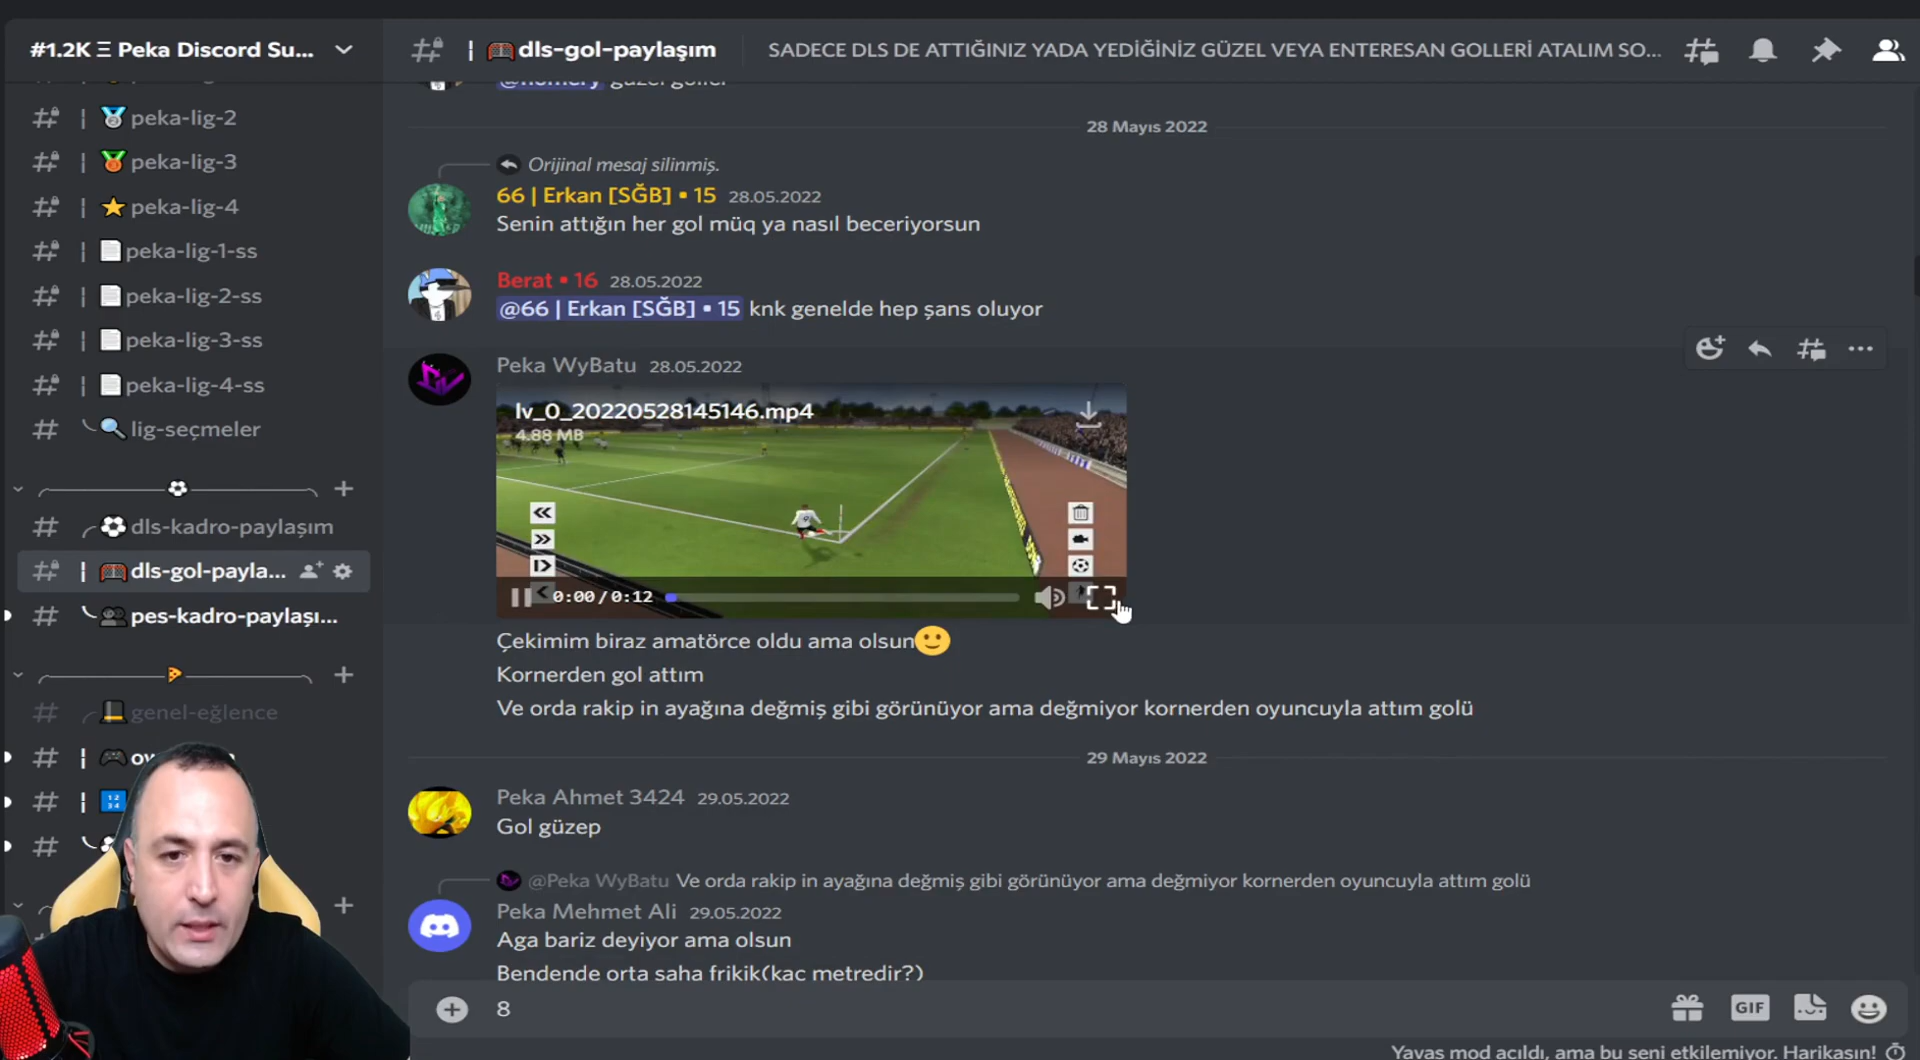 #1.2K Ξ Peka Discord Su...
peka-lig-2
peka-lig-3
peka-lig-4
peka-lig-1-ss
peka-lig-2-ss
peka-lig-3-ss
peka-lig-4-ss
lig-seçmeler
dls-kadro-paylaşım
dls-gol-payla...
pes-kadro-paylaşı...
genel-eğlence
dls-gol-paylaşım
SADECE DLS DE ATTIĞINIZ YADA YEDİĞİNİZ GÜZEL VEYA ENTERESAN GOLLERİ ATALIM SO...
28 Mayıs 2022
Orijinal mesaj silinmiş.
66 | Erkan [SĞB] • 15 28.05.2022
Senin attığın her gol müq ya nasıl beceriyorsun
Berat • 16 28.05.2022
@66 | Erkan [SĞB] • 15 knk genelde hep şans oluyor
Peka WyBatu 28.05.2022
lv_0_20220528145146.mp4
4.88 MB
0:00/0:12
Çekimim biraz amatörce oldu ama olsun🙂
Kornerden gol attım
Ve orda rakip in ayağına değmiş gibi görünüyor ama değmiyor kornerden oyuncuyla attım golü
29 Mayıs 2022
Peka Ahmet 3424 29.05.2022
Gol güzep
@Peka WyBatu Ve orda rakip in ayağına değmiş gibi görünüyor ama değmiyor kornerden oyuncuyla attım golü
Peka Mehmet Ali 29.05.2022
Aga bariz deyiyor ama olsun
Bendende orta saha frikik(kac metredir?)
8
GIF
Yavas mod açıldı, ama bu seni etkilemiyor. Harikasın!